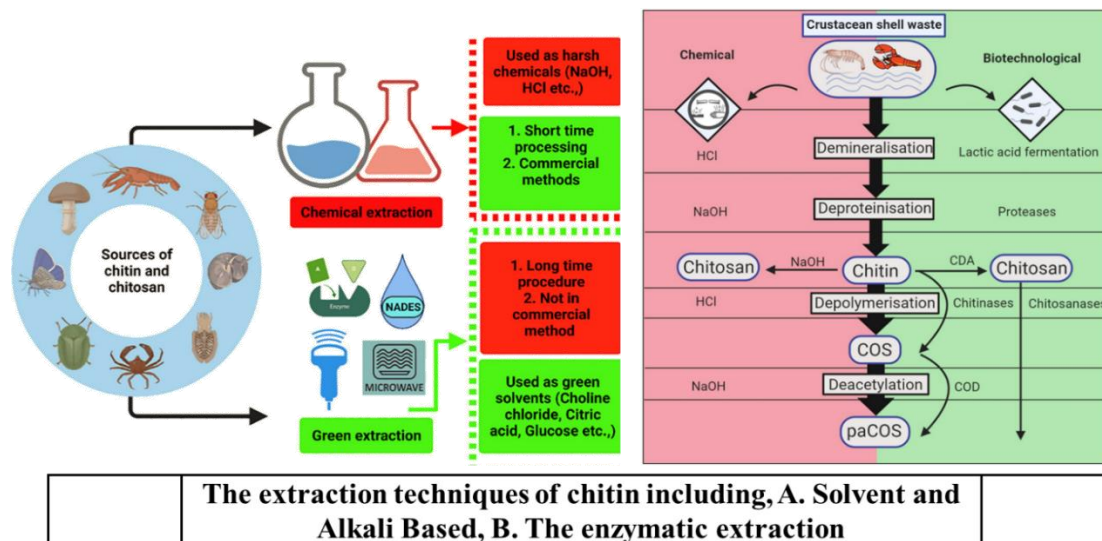 Sources of
chitin and
chitosan
Chemical extraction
Used as harsh
chemicals (NaOH,
HCl etc.,)
1. Short time
processing
2. Commercial
methods
A
Enzyme
NADES
MICROWAVE
Green extraction
1. Long time
procedure
2. Not in
commercial
method
Used as green
solvents (Choline
chloride, Citric
acid, Glucose etc.,)
Crustacean shell waste
Chemical
Biotechnological
HCl
Demineralisation
Lactic acid fermentation
NaOH
Deproteinisation
Proteases
Chitosan
NaOH
Chitin
CDA
Chitosan
HCl
Depolymerisation
Chitinases
Chitosanases
COS
NaOH
Deacetylation
COD
paCOS
The extraction techniques of chitin including, A. Solvent and
Alkali Based, B. The enzymatic extraction